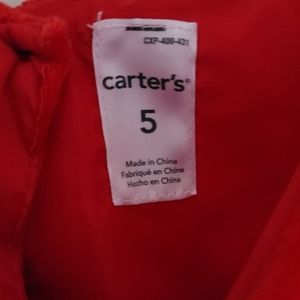 carter's
5
Made in China
Fabriqué en Chine
Hecho en China